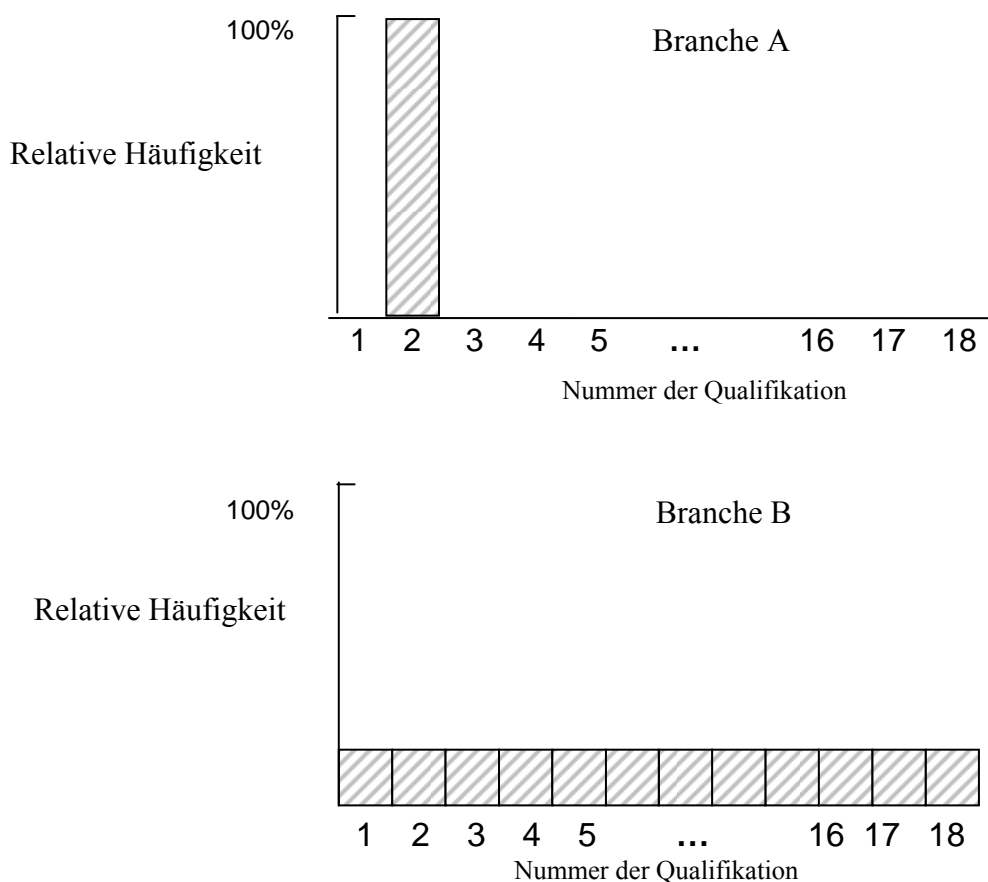 100%
Branche A
Relative Häufigkeit
1 2 3 4 5 ... 16 17 18
Nummer der Qualifikation
100%
Branche B
Relative Häufigkeit
1 2 3 4 5 ... 16 17 18
Nummer der Qualifikation